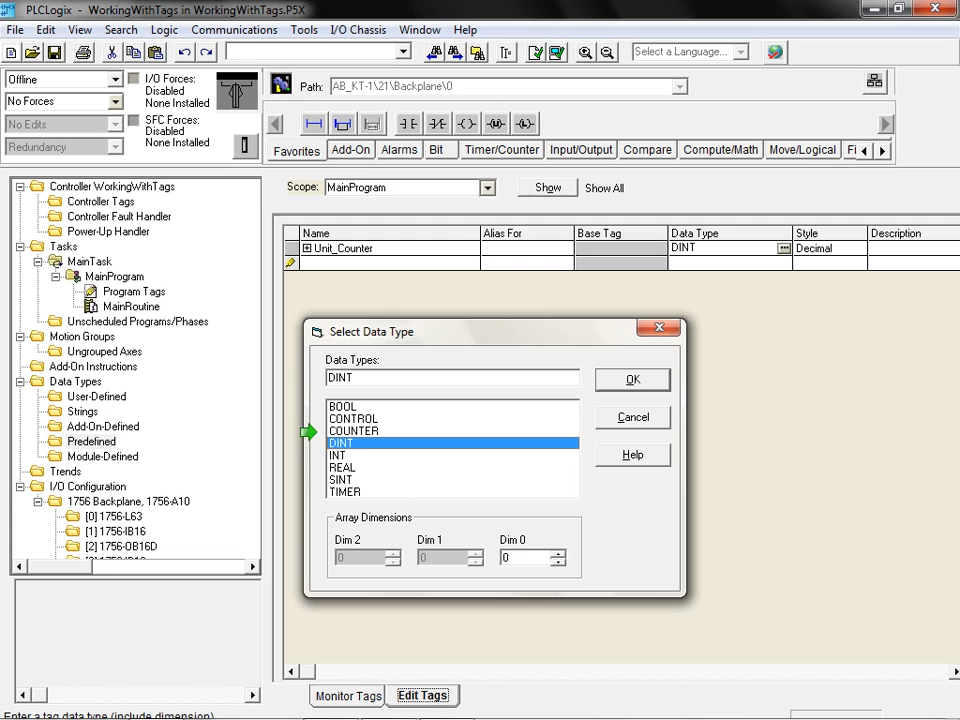 PLCLogix - WorkingWithTags in WorkingWithTags.P5X
File Edit View Search Logic Communications Tools I/O Chassis Window Help
Select a Language...
Offline
I/O Forces:
Disabled
None Installed
No Forces
No Edits
SFC Forces:
Disabled
None Installed
Redundancy
Path: AB_KT-1\21\Backplane\0
Favorites Add-On Alarms Bit Timer/Counter Input/Output Compare Compute/Math Move/Logical Fi
Controller WorkingWithTags
Controller Tags
Controller Fault Handler
Power-Up Handler
Tasks
MainTask
MainProgram
Program Tags
MainRoutine
Unscheduled Programs/Phases
Motion Groups
Ungrouped Axes
Add-On Instructions
Data Types
User-Defined
Strings
Add-On-Defined
Predefined
Module-Defined
Trends
I/O Configuration
1756 Backplane, 1756-A10
[0] 1756-L63
[1] 1756-IB16
[2] 1756-OB16D
Scope: MainProgram Show Show All
Name Alias For Base Tag Data Type Style Description
Unit_Counter DINT Decimal
Select Data Type
Data Types:
DINT
OK
BOOL
CONTROL
COUNTER
DINT
INT
REAL
SINT
TIMER
Cancel
Help
Array Dimensions
Dim 2 Dim 1 Dim 0
0 0 0
Monitor Tags Edit Tags
Enter a tag data type (include dimension)